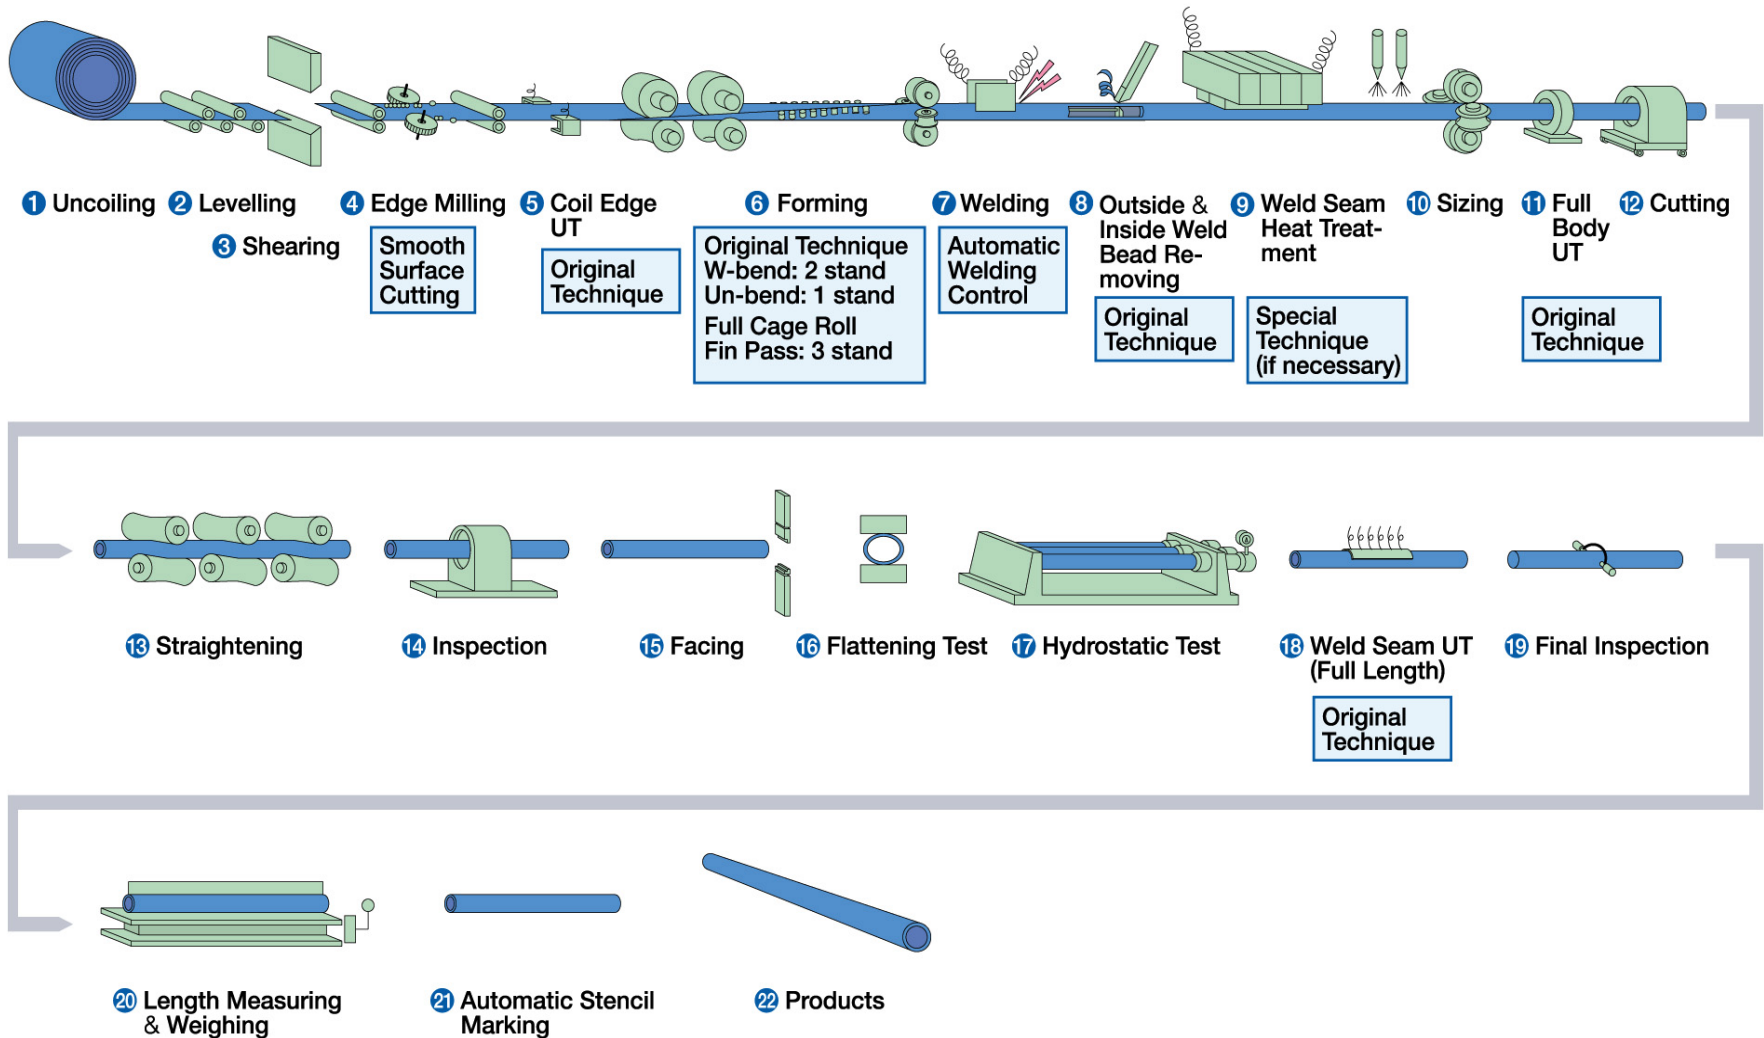 1 Uncoiling
2 Levelling
3 Shearing
4 Edge Milling
Smooth
Surface
Cutting
5 Coil Edge
UT
Original
Technique
6 Forming
Original Technique
W-bend: 2 stand
Un-bend: 1 stand
Full Cage Roll
Fin Pass: 3 stand
7 Welding
Automatic
Welding
Control
8 Outside &
Inside Weld
Bead Re-
moving
Original
Technique
9 Weld Seam
Heat Treat-
ment
Special
Technique
(if necessary)
10 Sizing
11 Full
Body
UT
Original
Technique
12 Cutting
13 Straightening
14 Inspection
15 Facing
16 Flattening Test
17 Hydrostatic Test
18 Weld Seam UT
(Full Length)
Original
Technique
19 Final Inspection
20 Length Measuring
& Weighing
21 Automatic Stencil
Marking
22 Products